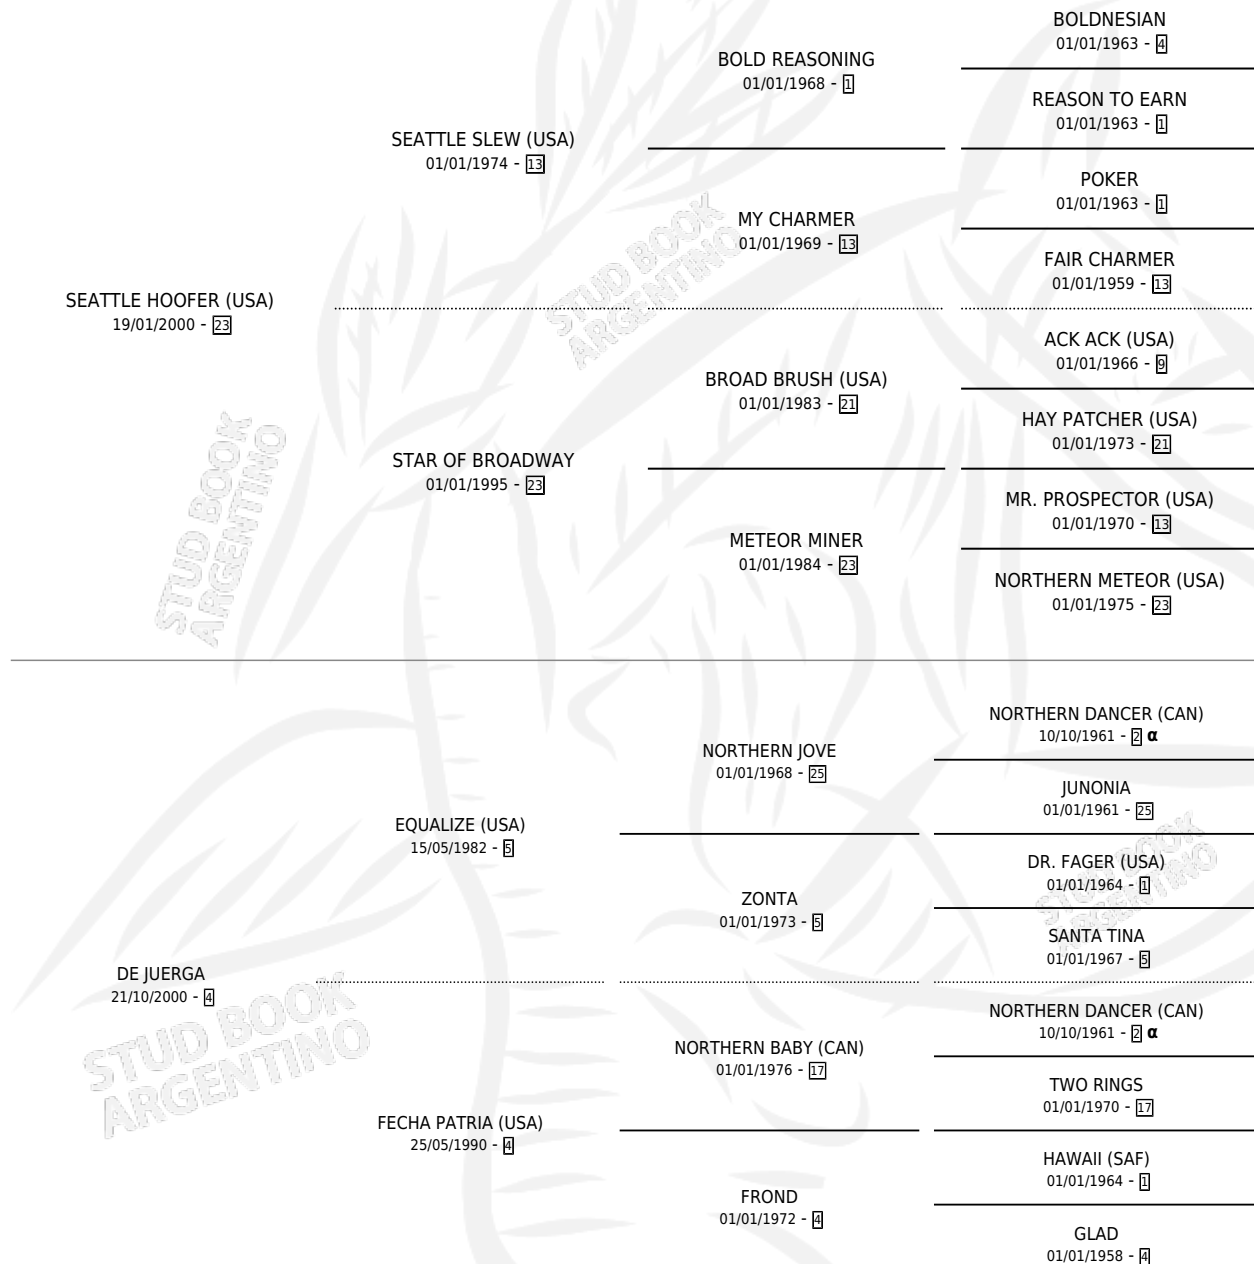 BOLDNESIAN
01/01/1963 - 4
BOLD REASONING
01/01/1968 - 1
REASON TO EARN
01/01/1963 - 1
SEATTLE SLEW (USA)
01/01/1974 - 13
POKER
01/01/1963 - 1
MY CHARMER
01/01/1969 - 13
FAIR CHARMER
01/01/1959 - 13
SEATTLE HOOFER (USA)
19/01/2000 - 23
ACK ACK (USA)
01/01/1966 - 9
BROAD BRUSH (USA)
01/01/1983 - 21
HAY PATCHER (USA)
01/01/1973 - 21
STAR OF BROADWAY
01/01/1995 - 23
MR. PROSPECTOR (USA)
01/01/1970 - 13
METEOR MINER
01/01/1984 - 23
NORTHERN METEOR (USA)
01/01/1975 - 23
NORTHERN DANCER (CAN)
10/10/1961 - 2 α
NORTHERN JOVE
01/01/1968 - 25
JUNONIA
01/01/1961 - 25
EQUALIZE (USA)
15/05/1982 - 5
DR. FAGER (USA)
01/01/1964 - 1
ZONTA
01/01/1973 - 5
SANTA TINA
01/01/1967 - 5
DE JUERGA
21/10/2000 - 4
NORTHERN DANCER (CAN)
10/10/1961 - 2 α
NORTHERN BABY (CAN)
01/01/1976 - 17
TWO RINGS
01/01/1970 - 17
FECHA PATRIA (USA)
25/05/1990 - 4
HAWAII (SAF)
01/01/1964 - 1
FROND
01/01/1972 - 4
GLAD
01/01/1958 - 4
STUD BOOK
ARGENTINO
STUD BOOK
ARGENTINO
STUD BOOK
ARGENTINO
STUD BOOK
ARGENTINO